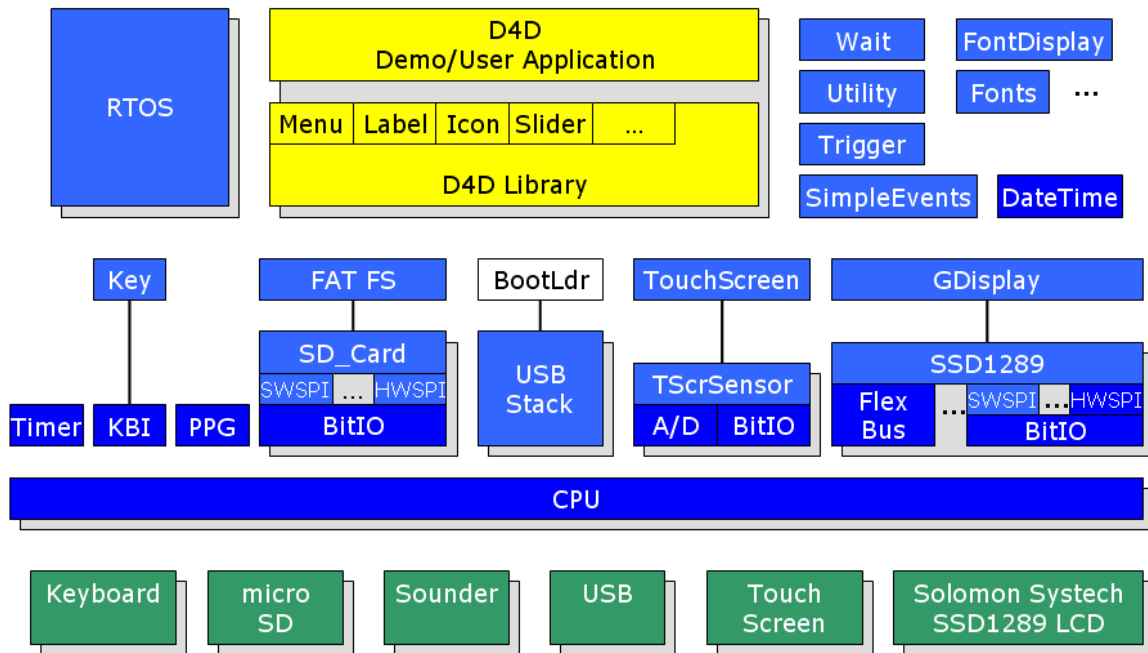 D4D
Demo/User Application
RTOS
Menu Label Icon Slider ...
D4D Library
Wait FontDisplay
Utility Fonts ...
Trigger
SimpleEvents DateTime
Key FAT FS BootLdr TouchScreen GDisplay
SD_Card
SWSPI ... HWSPI
BitIO
USB
Stack
TScrSensor
A/D BitIO
SSD1289
Flex
Bus
... SWSPI ... HWSPI
BitIO
Timer KBI PPG
CPU
Keyboard
micro
SD
Sounder
USB
Touch
Screen
Solomon Systech
SSD1289 LCD